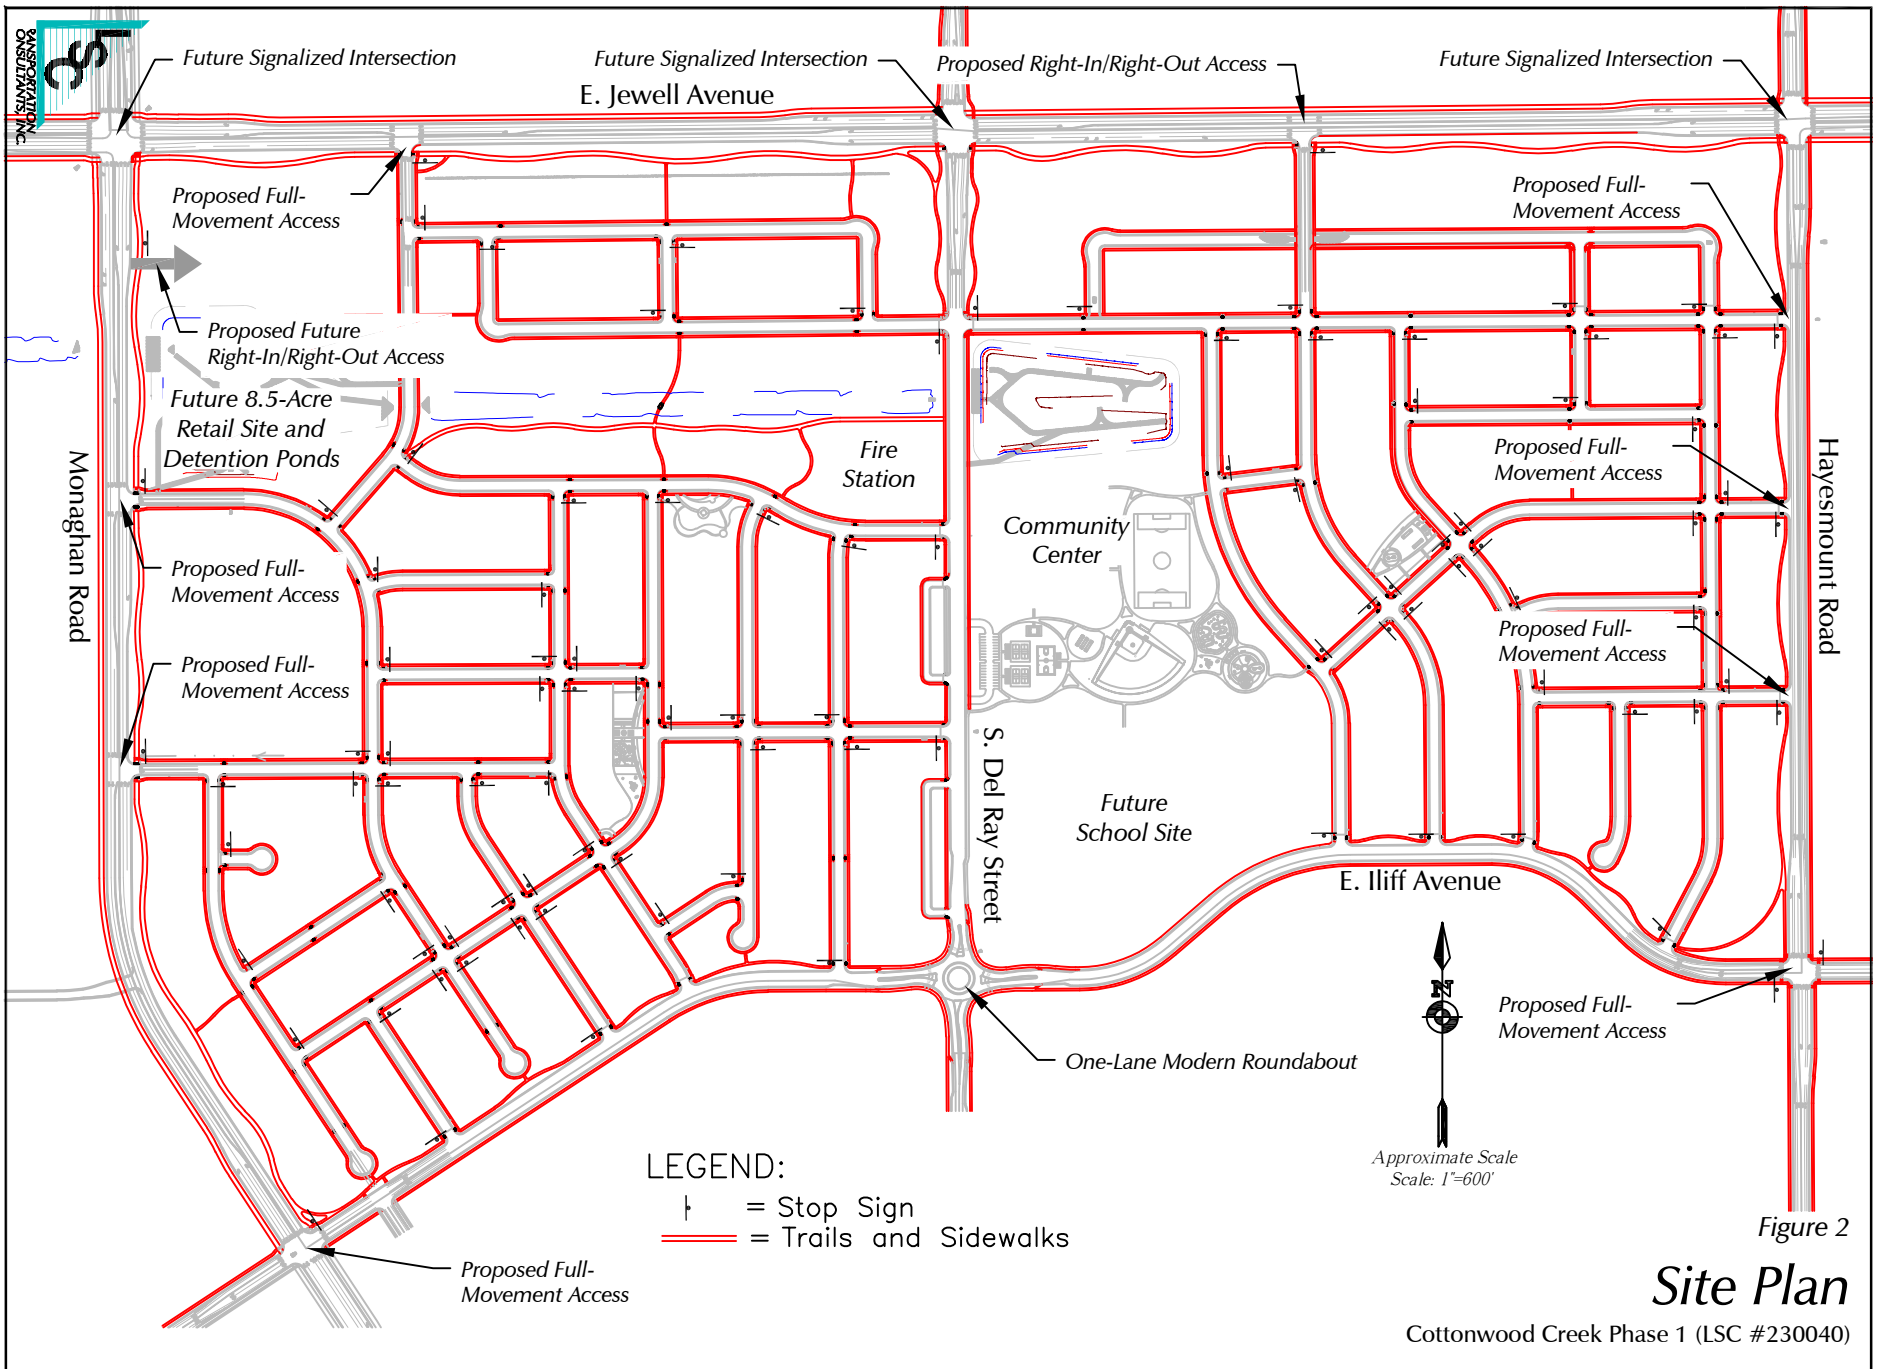 LSC
TRANSPORTATION
CONSULTANTS, INC.
Future Signalized Intersection
Future Signalized Intersection
Proposed Right-In/Right-Out Access
Future Signalized Intersection
E. Jewell Avenue
Proposed Full-
Movement Access
Proposed Full-
Movement Access
Proposed Future
Right-In/Right-Out Access
Future 8.5-Acre
Retail Site and
Detention Ponds
Fire
Station
Proposed Full-
Movement Access
Monaghan Road
Hayesmount Road
Community
Center
Proposed Full-
Movement Access
Proposed Full-
Movement Access
Proposed Full-
Movement Access
S. Del Ray Street
Future
School Site
E. Iliff Avenue
Proposed Full-
Movement Access
One-Lane Modern Roundabout
N
Approximate Scale
Scale: 1"=600'
LEGEND:
= Stop Sign
= Trails and Sidewalks
Proposed Full-
Movement Access
Figure 2
Site Plan
Cottonwood Creek Phase 1 (LSC #230040)